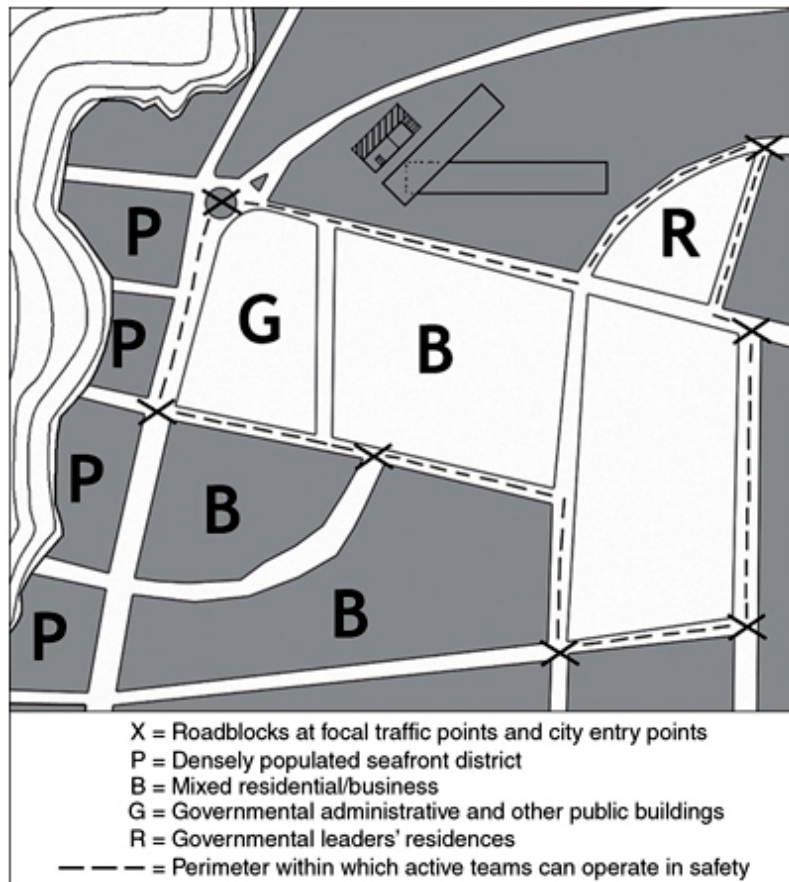 P
R
G
P
B
P
B
B
P
X = Roadblocks at focal traffic points and city entry points
P = Densely populated seafront district
B = Mixed residential/business
G = Governmental administrative and other public buildings
R = Governmental leaders’ residences
= Perimeter within which active teams can operate in safety